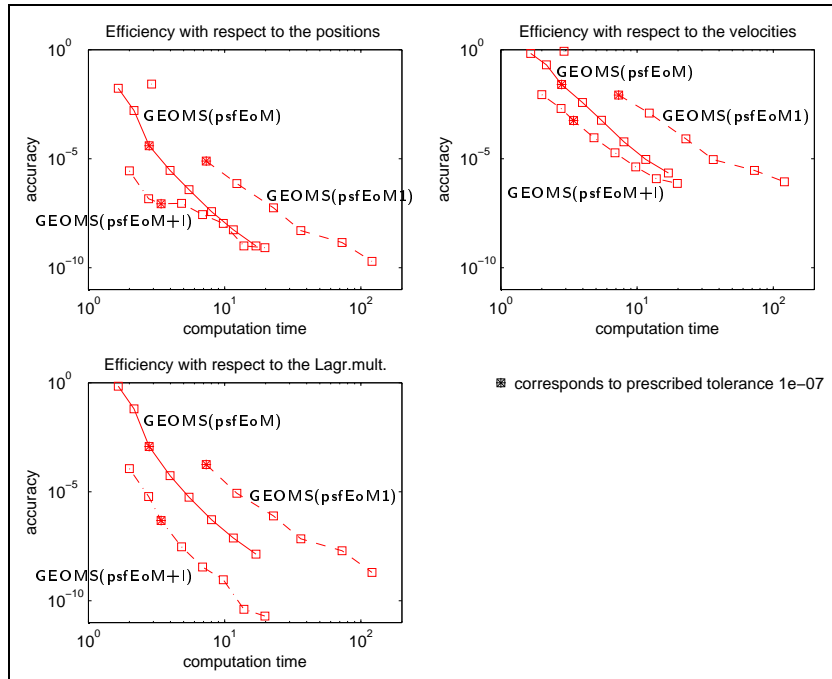 Efficiency with respect to the positions
10^0
10^-5
10^-10
accuracy
GEOMS(psfEoM)
GEOMS(psfEoM1)
GEOMS(psfEoM+I)
10^0
10^1
10^2
computation time
Efficiency with respect to the velocities
10^0
10^-5
10^-10
accuracy
GEOMS(psfEoM)
GEOMS(psfEoM1)
GEOMS(psfEoM+I)
10^0
10^1
10^2
computation time
Efficiency with respect to the Lagr.mult.
10^0
10^-5
10^-10
accuracy
GEOMS(psfEoM)
GEOMS(psfEoM1)
GEOMS(psfEoM+I)
10^0
10^1
10^2
computation time
corresponds to prescribed tolerance 1e-07